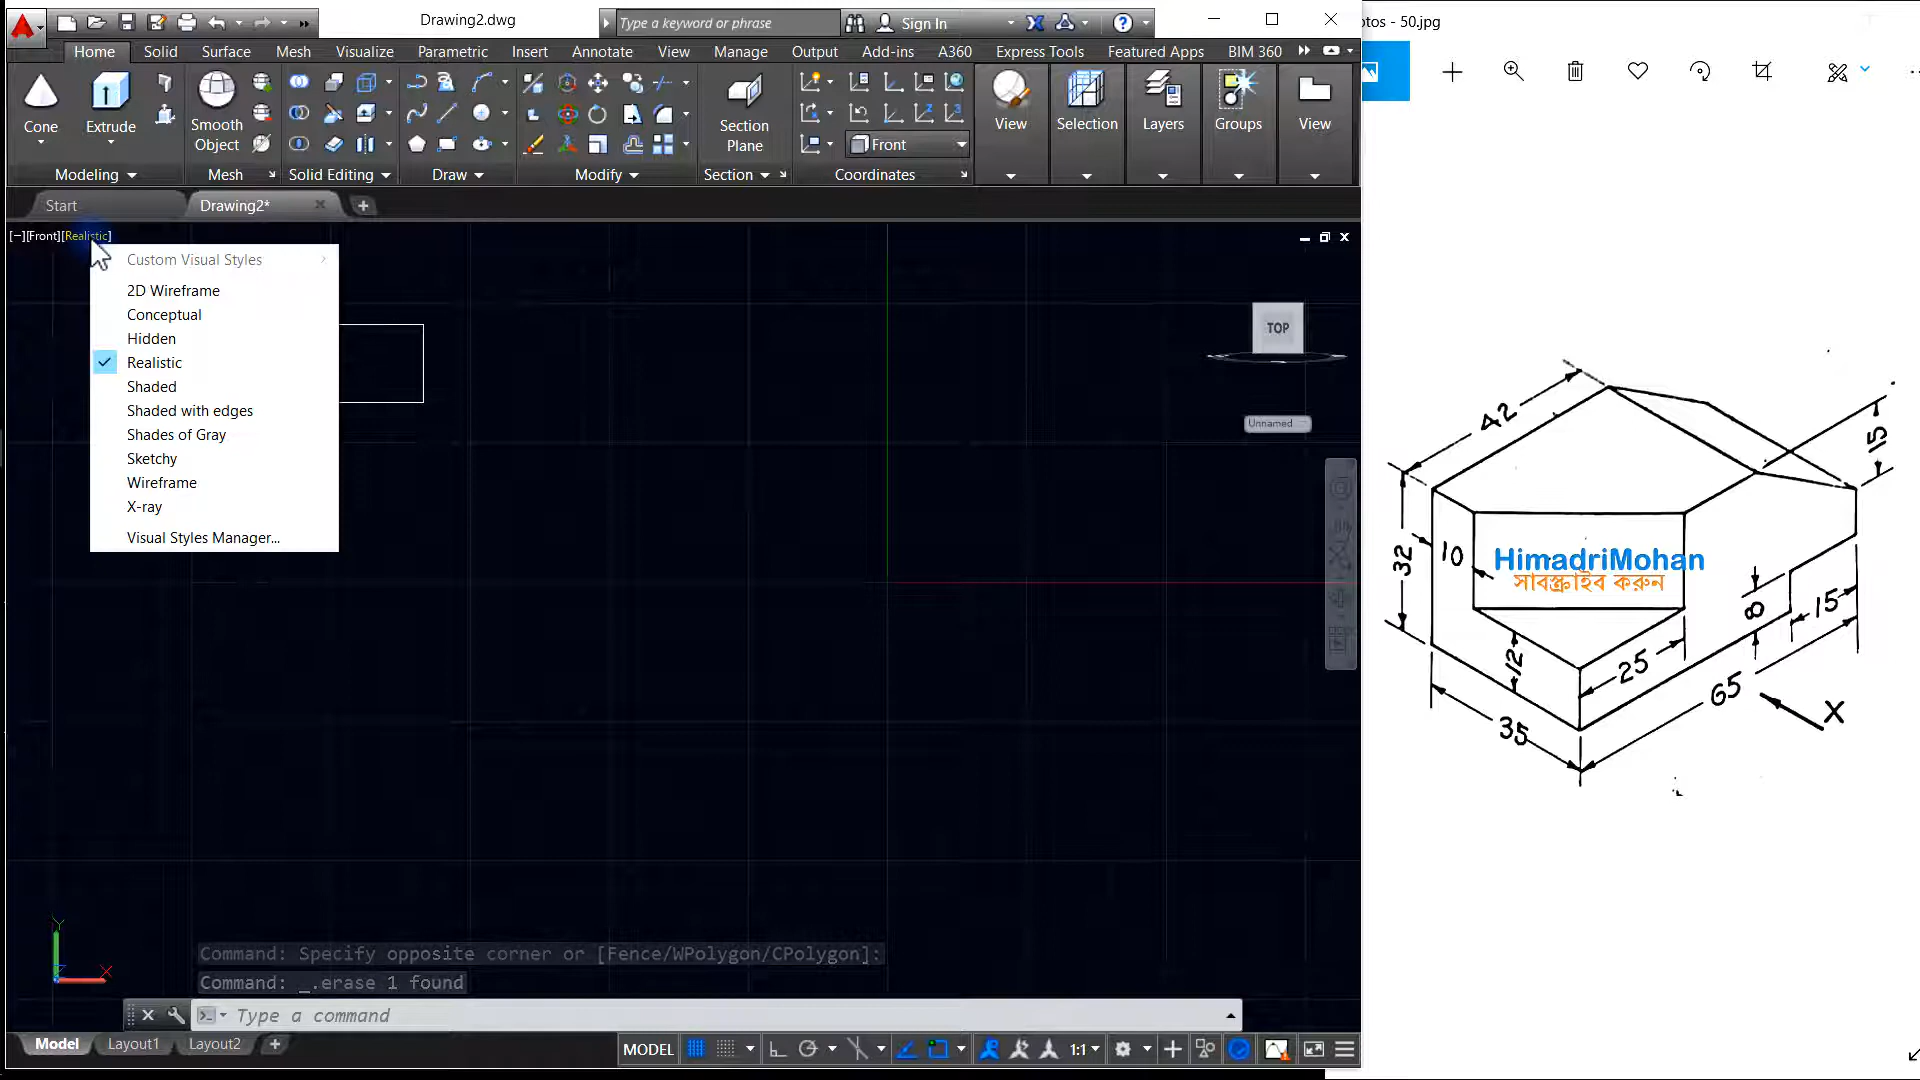 Drawing2.dwg
Type a keyword or phrase
Sign In
otos - 50.jpg
Home
Solid
Surface
Mesh
Visualize
Parametric
Insert
Annotate
View
Manage
Output
Add-ins
A360
Express Tools
Featured Apps
BIM 360
Cone
Extrude
Smooth
Object
Section
Plane
Front
View
Selection
Layers
Groups
View
Modeling
Mesh
Solid Editing
Draw
Modify
Section
Coordinates
Start
Drawing2*
[−][Front][Realistic]
Custom Visual Styles
2D Wireframe
Conceptual
Hidden
Realistic
Shaded
Shaded with edges
Shades of Gray
Sketchy
Wireframe
X-ray
Visual Styles Manager...
TOP
Unnamed
42
15
32
10
HimadriMohan
সাবস্ক্রাইব করুন
8
15
12
25
65
35
X
Y
X
Command: Specify opposite corner or [Fence/WPolygon/CPolygon]:
Command: _.erase 1 found
Type a command
Model
Layout1
Layout2
MODEL
1:1